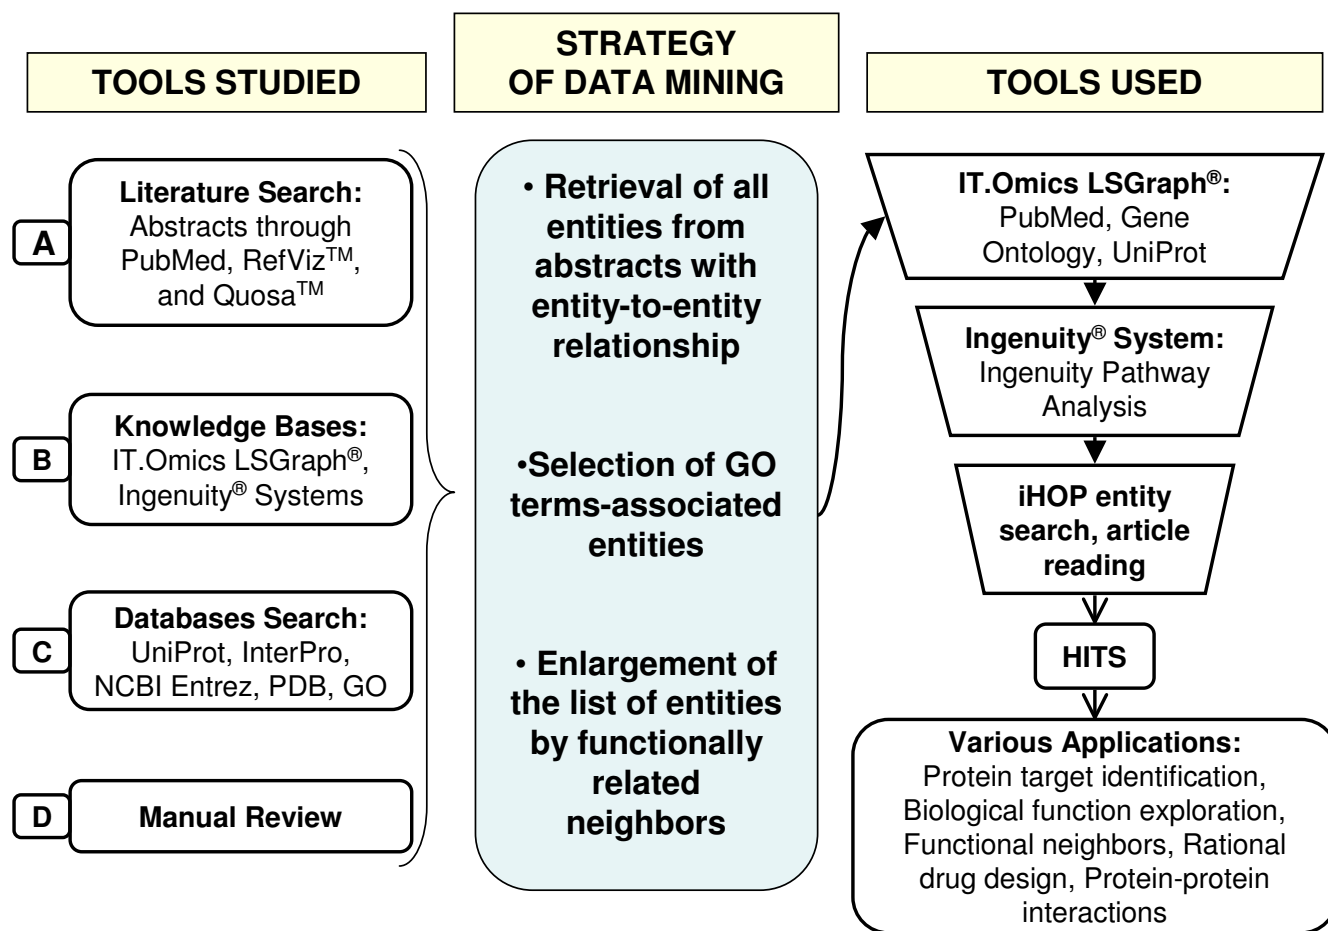 TOOLS STUDIED
A
Literature Search:
Abstracts through
PubMed, RefViz™,
and Quosa™
B
Knowledge Bases:
IT.Omics LSGraph®,
Ingenuity® Systems
C
Databases Search:
UniProt, InterPro,
NCBI Entrez, PDB, GO
D
Manual Review
STRATEGY
OF DATA MINING
• Retrieval of all
entities from
abstracts with
entity-to-entity
relationship
•Selection of GO
terms-associated
entities
• Enlargement of
the list of entities
by functionally
related
neighbors
TOOLS USED
IT.Omics LSGraph®:
PubMed, Gene
Ontology, UniProt
Ingenuity® System:
Ingenuity Pathway
Analysis
iHOP entity
search, article
reading
HITS
Various Applications:
Protein target identification,
Biological function exploration,
Functional neighbors, Rational
drug design, Protein-protein
interactions